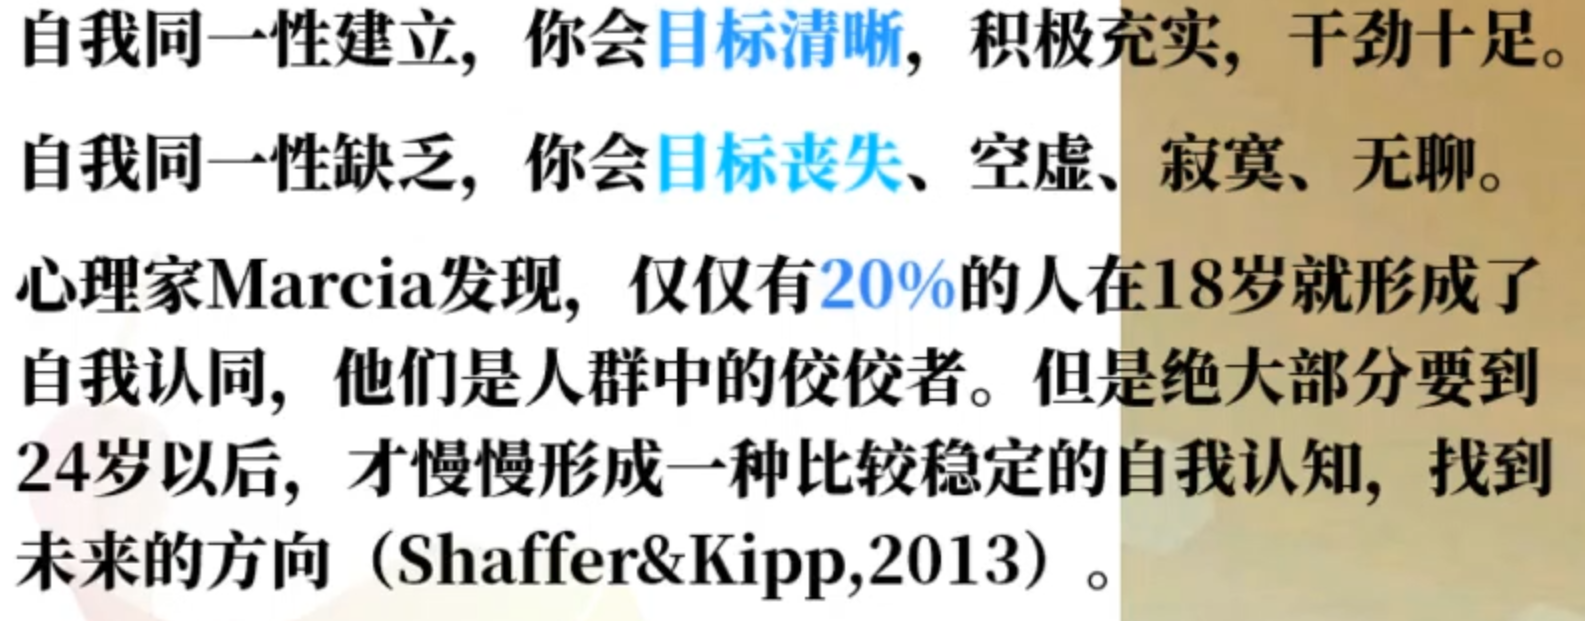 自我同一性建立，你会目标清晰，积极充实，干劲十足。
自我同一性缺乏，你会目标丧失、空虚、寂寞、无聊。
心理家Marcia发现，仅仅有20%的人在18岁就形成了
自我认同，他们是人群中的佼佼者。但是绝大部分要到
24岁以后，才慢慢形成一种比较稳定的自我认知，找到
未来的方向（Shaffer&Kipp,2013）。